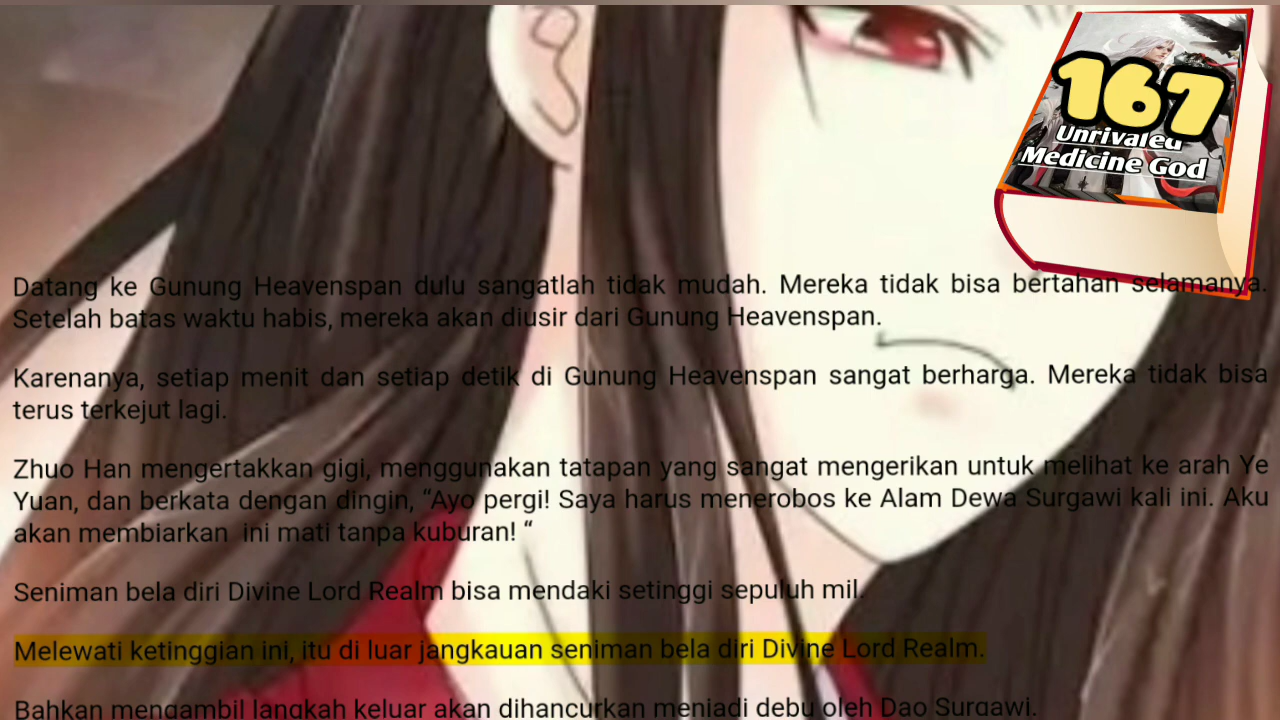 167
Unrivaled
Medicine God
Datang ke Gunung Heavenspan dulu sangatlah tidak mudah. Mereka tidak bisa bertahan selamanya.
Setelah batas waktu habis, mereka akan diusir dari Gunung Heavenspan.
Karenanya, setiap menit dan setiap detik di Gunung Heavenspan sangat berharga. Mereka tidak bisa
terus terkejut lagi.
Zhuo Han mengertakkan gigi, menggunakan tatapan yang sangat mengerikan untuk melihat ke arah Ye
Yuan, dan berkata dengan dingin, “Ayo pergi! Saya harus menerobos ke Alam Dewa Surgawi kali ini. Aku
akan membiarkan  ini mati tanpa kuburan! “
Seniman bela diri Divine Lord Realm bisa mendaki setinggi sepuluh mil.
Melewati ketinggian ini, itu di luar jangkauan seniman bela diri Divine Lord Realm.
Bahkan mengambil langkah keluar akan dihancurkan menjadi debu oleh Dao Surgawi.